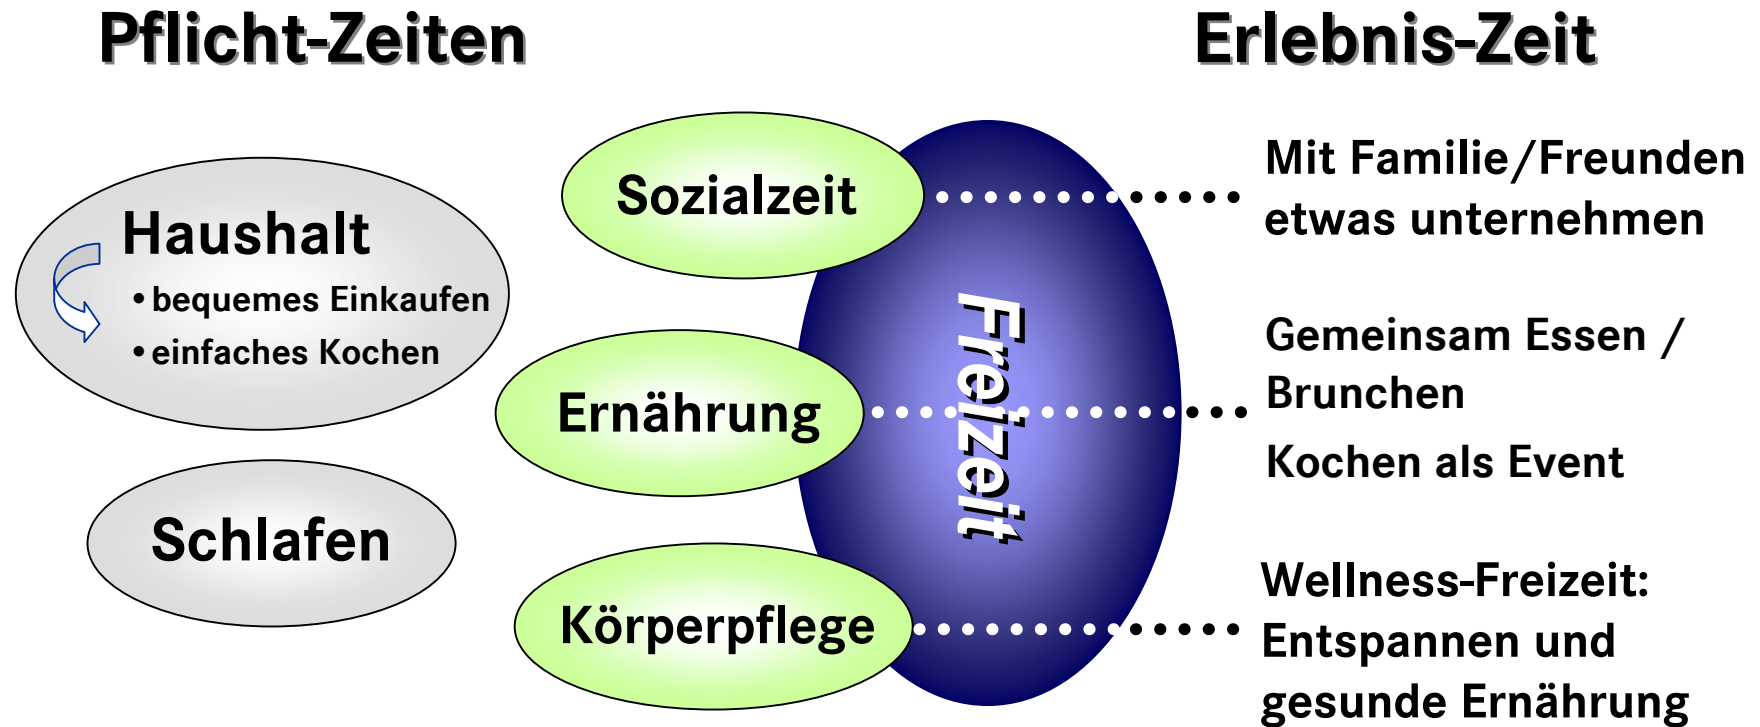 Pflicht-Zeiten
Erlebnis-Zeit
Haushalt
• bequemes Einkaufen
• einfaches Kochen
Schlafen
Sozialzeit
Ernährung
Körperpflege
Freizeit
Mit Familie/Freunden
etwas unternehmen
Gemeinsam Essen /
Brunchen
Kochen als Event
Wellness-Freizeit:
Entspannen und
gesunde Ernährung